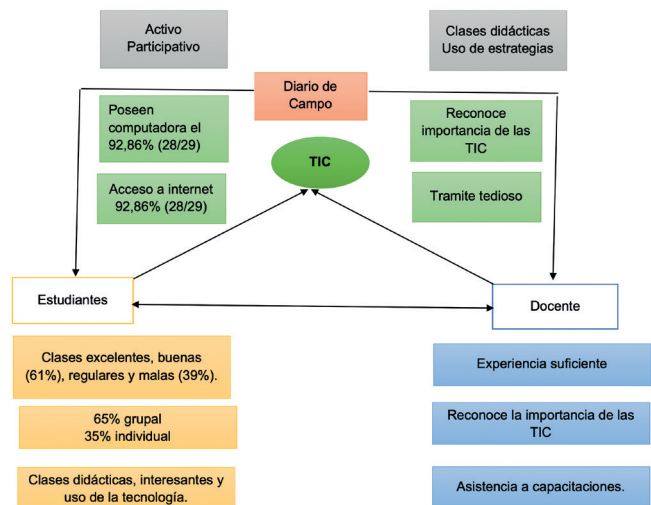 Activo
Participativo
Clases didácticas
Uso de estrategias
Diario de
Campo
Poseen
computadora el
92,86% (28/29)
Reconoce
importancia de las
TIC
TIC
Acceso a internet
92,86% (28/29)
Tramite tedioso
Estudiantes
Docente
Clases excelentes, buenas
(61%), regulares y malas (39%).
Experiencia suficiente
65% grupal
35% individual
Reconoce la importancia de las
TIC
Clases didácticas, interesantes y
uso de la tecnología.
Asistencia a capacitaciones.